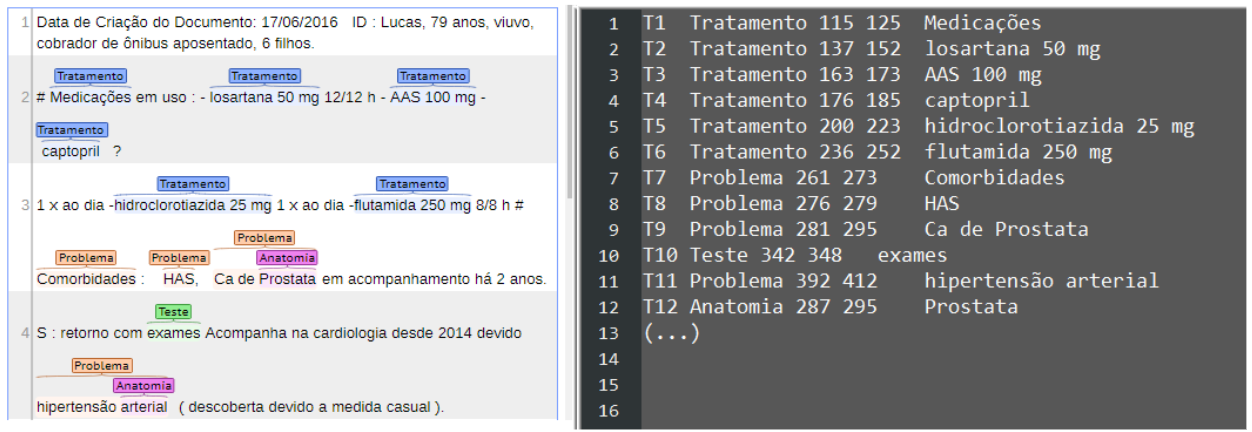 1 Data de Criação do Documento: 17/06/2016   ID : Lucas, 79 anos, viuvo,
cobrador de ônibus aposentado, 6 filhos.
Tratamento Tratamento Tratamento
2 # Medicações em uso : - losartana 50 mg 12/12 h - AAS 100 mg -
Tratamento
captopril   ?
Tratamento Tratamento
3 1 x ao dia -hidroclorotiazida 25 mg 1 x ao dia -flutamida 250 mg 8/8 h #
Problema
Problema Problema Anatomia
Comorbidades :   HAS,   Ca de Prostata em acompanhamento há 2 anos.
Teste
4 S : retorno com exames Acompanha na cardiologia desde 2014 devido
Problema
Anatomia
hipertensão arterial   ( descoberta devido a medida casual ).
1 T1 Tratamento 115 125 Medicações
2 T2 Tratamento 137 152 losartana 50 mg
3 T3 Tratamento 163 173 AAS 100 mg
4 T4 Tratamento 176 185 captopril
5 T5 Tratamento 200 223 hidroclorotiazida 25 mg
6 T6 Tratamento 236 252 flutamida 250 mg
7 T7 Problema 261 273 Comorbidades
8 T8 Problema 276 279 HAS
9 T9 Problema 281 295 Ca de Prostata
10 T10 Teste 342 348 exames
11 T11 Problema 392 412 hipertensão arterial
12 T12 Anatomia 287 295 Prostata
13 (...)
14
15
16